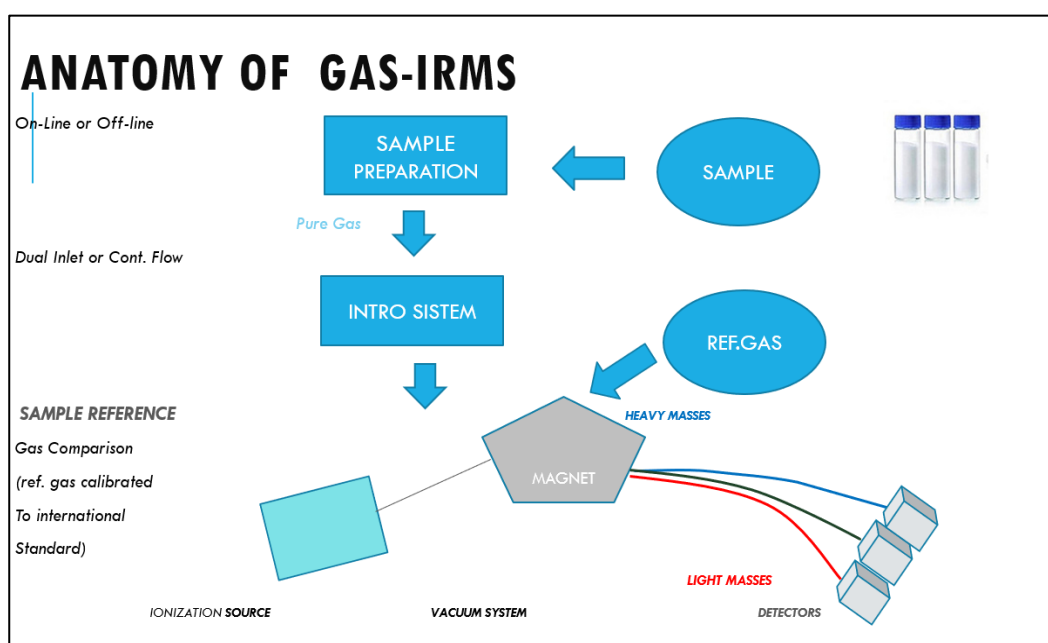 ANATOMY OF GAS-IRMS
On-Line or Off-line
SAMPLE
PREPARATION
SAMPLE
Pure Gas
Dual Inlet or Cont. Flow
INTRO SISTEM
REF.GAS
SAMPLE REFERENCE
HEAVY MASSES
Gas Comparison
(ref. gas calibrated
To international
Standard)
MAGNET
LIGHT MASSES
IONIZATION SOURCE
VACUUM SYSTEM
DETECTORS